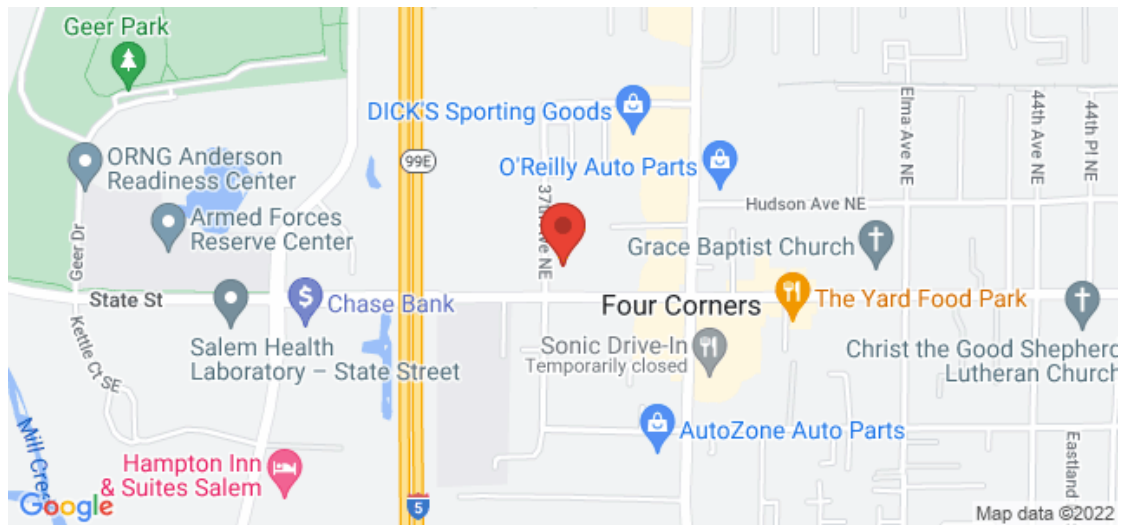 Geer Park
DICK'S Sporting Goods
ORNG Anderson
Readiness Center
99E
O'Reilly Auto Parts
Elma Ave NE
44th Ave NE
44th Pl NE
37th Ave NE
Hudson Ave NE
Armed Forces
Reserve Center
Geer Dr
Grace Baptist Church
State St
Chase Bank
Four Corners
The Yard Food Park
Salem Health
Laboratory – State Street
Kettle Ct SE
Sonic Drive-In
Temporarily closed
Christ the Good Shepherd
Lutheran Church
Mill Cree
AutoZone Auto Parts
Eastland
Hampton Inn
& Suites Salem
5
Google
Map data ©2022